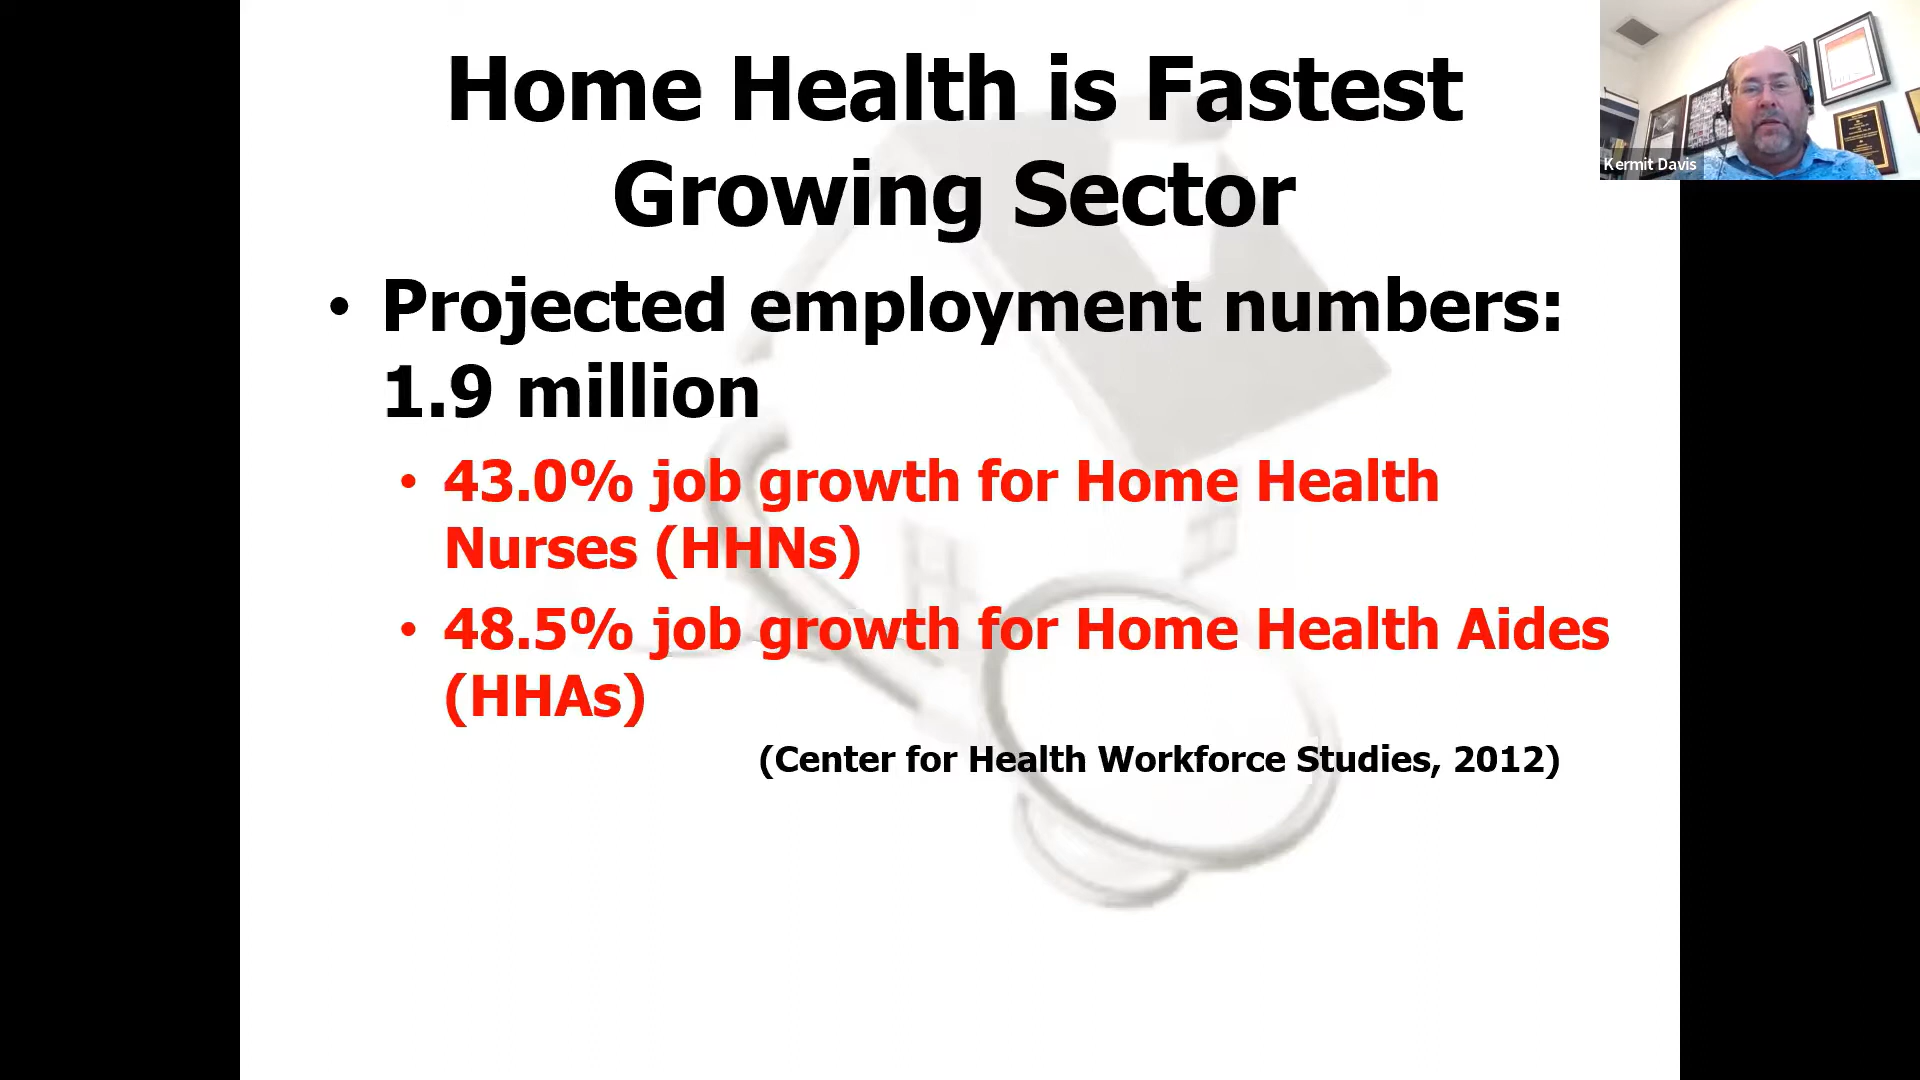 Home Health is Fastest
Growing Sector
• Projected employment numbers:
1.9 million
• 43.0% job growth for Home Health
Nurses (HHNs)
• 48.5% job growth for Home Health Aides
(HHAs)
(Center for Health Workforce Studies, 2012)
Kermit Davis